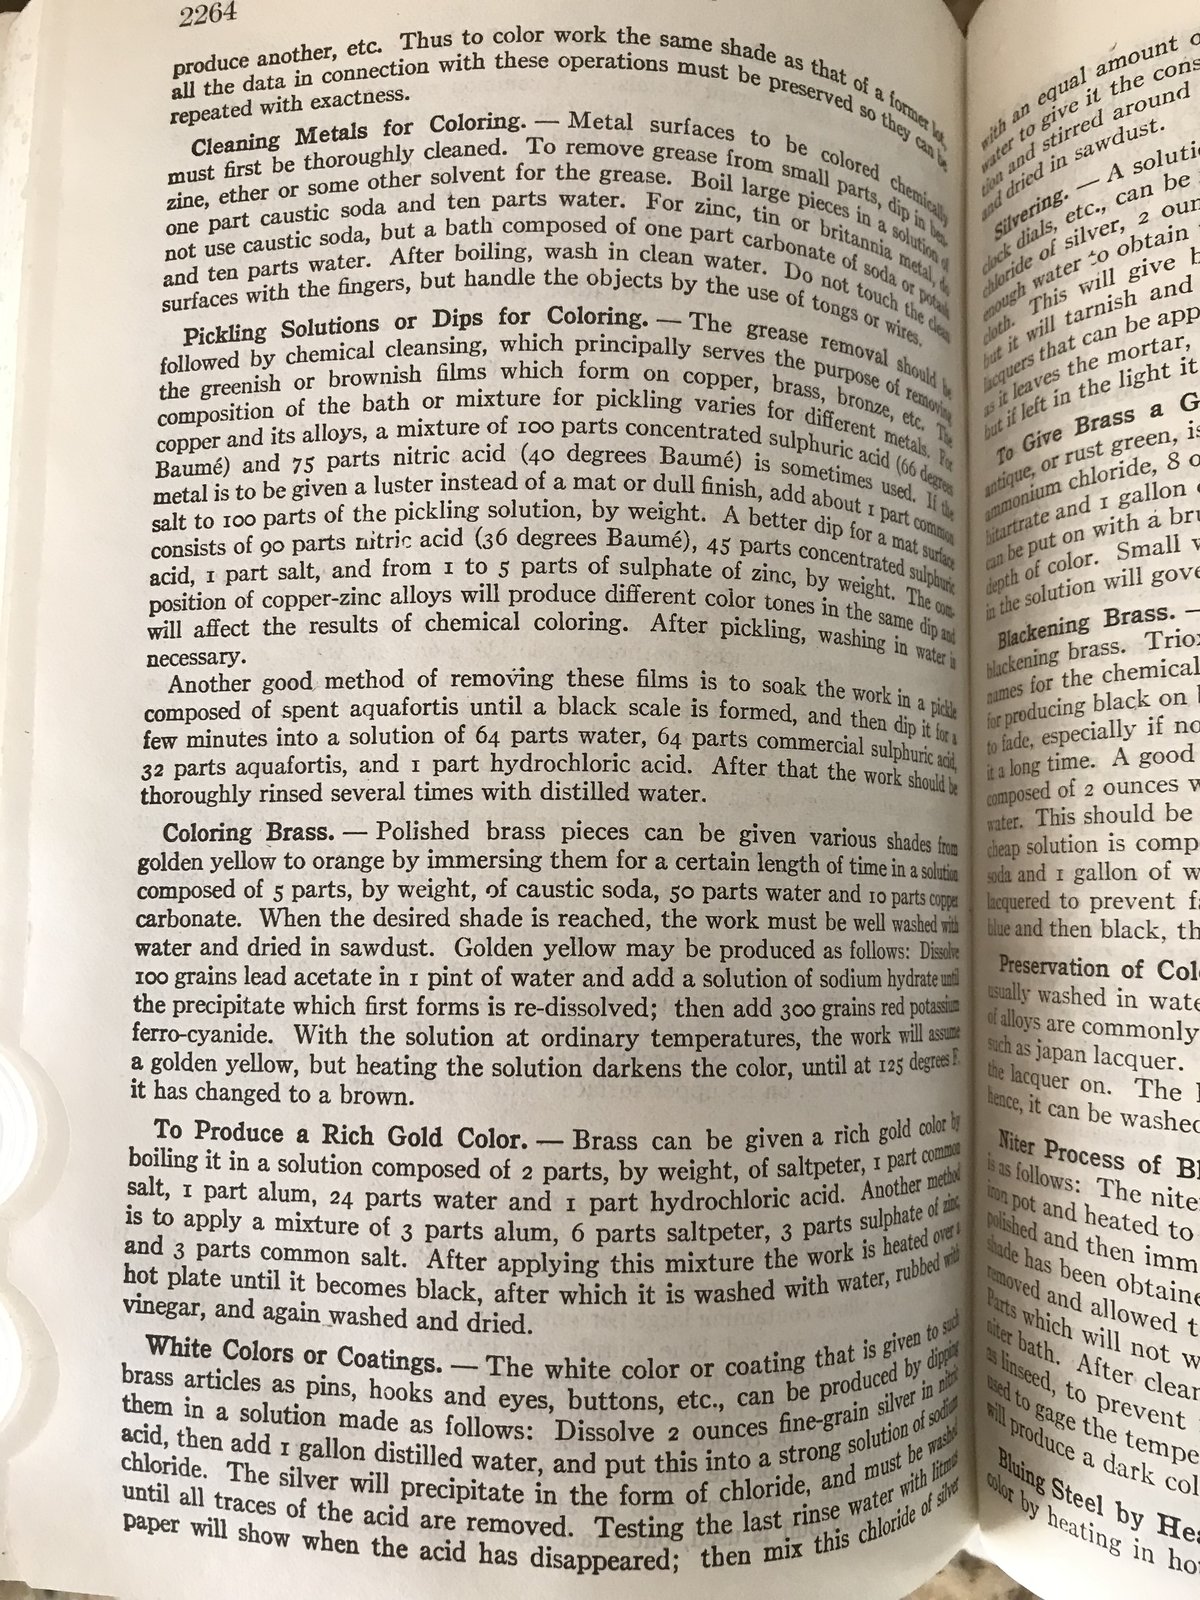 2264
produce another, etc. Thus to color work the same shade as that of a former lot,
all the data in connection with these operations must be preserved so they can be
repeated with exactness.
Cleaning Metals for Coloring. — Metal surfaces to be colored chemically
must first be thoroughly cleaned. To remove grease from small parts, dip in ben-
zine, ether or some other solvent for the grease. Boil large pieces in a solution of
one part caustic soda and ten parts water. For zinc, tin or britannia metal, do
not use caustic soda, but a bath composed of one part carbonate of soda or potash
and ten parts water. After boiling, wash in clean water. Do not touch the clean
surfaces with the fingers, but handle the objects by the use of tongs or wires.
Pickling Solutions or Dips for Coloring. — The grease removal should be
followed by chemical cleansing, which principally serves the purpose of removing
the greenish or brownish films which form on copper, brass, bronze, etc. The
composition of the bath or mixture for pickling varies for different metals. For
copper and its alloys, a mixture of 100 parts concentrated sulphuric acid (66 degrees
Baumé) and 75 parts nitric acid (40 degrees Baumé) is sometimes used. If the
metal is to be given a luster instead of a mat or dull finish, add about 1 part common
salt to 100 parts of the pickling solution, by weight. A better dip for a mat surface
consists of 90 parts nitric acid (36 degrees Baumé), 45 parts concentrated sulphuric
acid, 1 part salt, and from 1 to 5 parts of sulphate of zinc, by weight. The com-
position of copper-zinc alloys will produce different color tones in the same dip and
will affect the results of chemical coloring. After pickling, washing in water is
necessary.
Another good method of removing these films is to soak the work in a pickle
composed of spent aquafortis until a black scale is formed, and then dip it for a
few minutes into a solution of 64 parts water, 64 parts commercial sulphuric acid,
32 parts aquafortis, and 1 part hydrochloric acid. After that the work should be
thoroughly rinsed several times with distilled water.
Coloring Brass. — Polished brass pieces can be given various shades from
golden yellow to orange by immersing them for a certain length of time in a solution
composed of 5 parts, by weight, of caustic soda, 50 parts water and 10 parts copper
carbonate. When the desired shade is reached, the work must be well washed with
water and dried in sawdust. Golden yellow may be produced as follows: Dissolve
100 grains lead acetate in 1 pint of water and add a solution of sodium hydrate until
the precipitate which first forms is re-dissolved; then add 300 grains red potassium
ferro-cyanide. With the solution at ordinary temperatures, the work will assume
a golden yellow, but heating the solution darkens the color, until at 125 degrees F.
it has changed to a brown.
To Produce a Rich Gold Color. — Brass can be given a rich gold color by
boiling it in a solution composed of 2 parts, by weight, of saltpeter, 1 part common
salt, 1 part alum, 24 parts water and 1 part hydrochloric acid. Another method
is to apply a mixture of 3 parts alum, 6 parts saltpeter, 3 parts sulphate of zinc,
and 3 parts common salt. After applying this mixture the work is heated over a
hot plate until it becomes black, after which it is washed with water, rubbed with
vinegar, and again washed and dried.
White Colors or Coatings. — The white color or coating that is given to such
brass articles as pins, hooks and eyes, buttons, etc., can be produced by dipping
them in a solution made as follows: Dissolve 2 ounces fine-grain silver in nitric
acid, then add 1 gallon distilled water, and put this into a strong solution of sodium
chloride. The silver will precipitate in the form of chloride, and must be washed
until all traces of the acid are removed. Testing the last rinse water with litmus
paper will show when the acid has disappeared; then mix this chloride of silver
with an equal amount
water to give it the
tion and stirred around
and dried in sawdust.
Silvering. — A
clock dials, etc., can be
chloride of silver, 2
enough water to obtain
cloth. This will give
but it will tarnish and
lacquers that can be
as it leaves the mortar,
but if left in the light it
To Give Brass a
antique, or rust green,
ammonium chloride, 8
bitartrate and 1 gallon
can be put on with a
depth of color. Small
in the solution will
Blackening Brass. —
blackening brass.
names for the chemical
for producing black on
to fade, especially if
it a long time. A good
composed of 2 ounces
water. This should be
cheap solution is
soda and 1 gallon of
lacquered to prevent
blue and then black,
Preservation of
usually washed in
of alloys are commonly
such as japan lacquer.
the lacquer on. The
hence, it can be washed
Niter Process of
is as follows: The
iron pot and heated to
polished and then
shade has been
removed and allowed
Parts which will not
niter bath. After
as linseed, to prevent
used to gage the
will produce a dark
Bluing Steel by
color by heating in